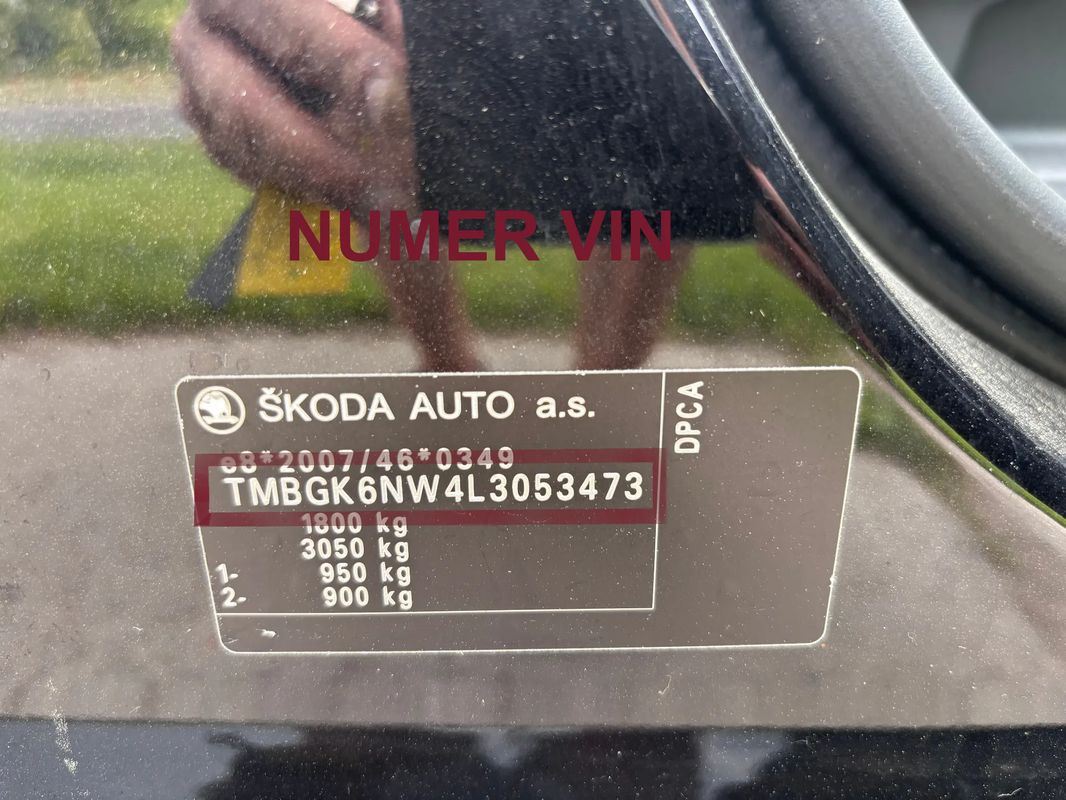 NUMER VIN
ŠKODA AUTO a.s.
e8*2007/46*0349
TMBGK6NW4L3053473
1800 kg
3050 kg
1- 950 kg
2- 900 kg
DPCA